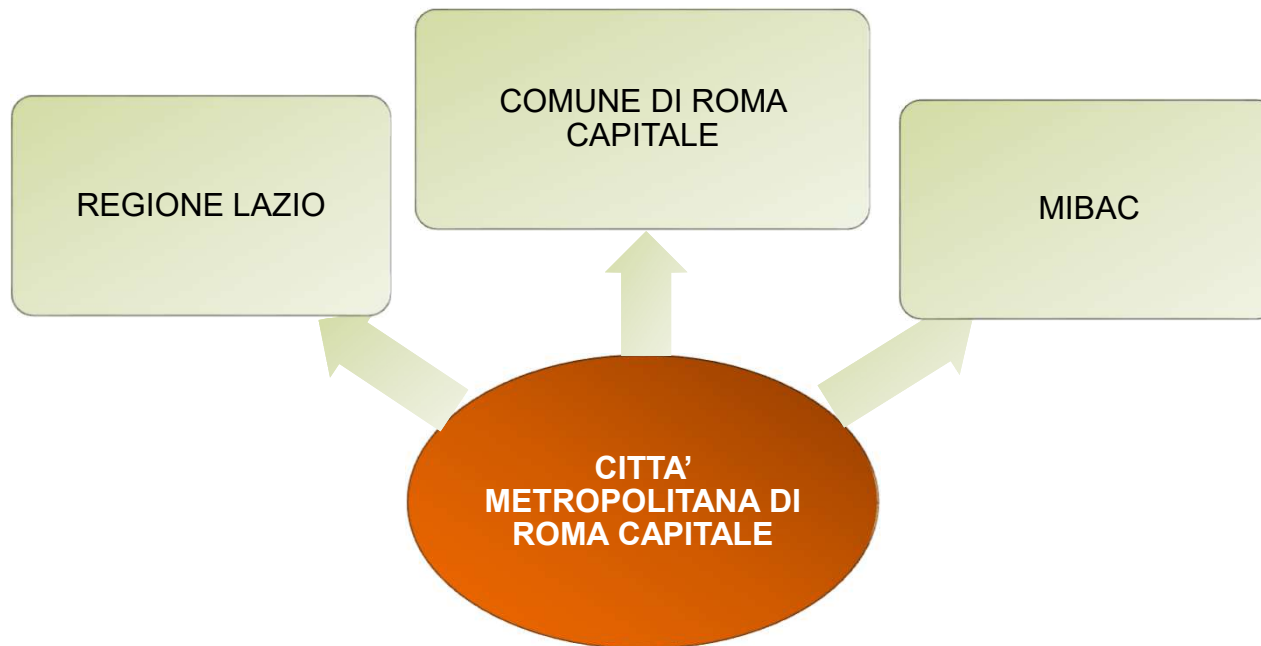 REGIONE LAZIO
COMUNE DI ROMA
CAPITALE
MIBAC
CITTA’
METROPOLITANA DI
ROMA CAPITALE